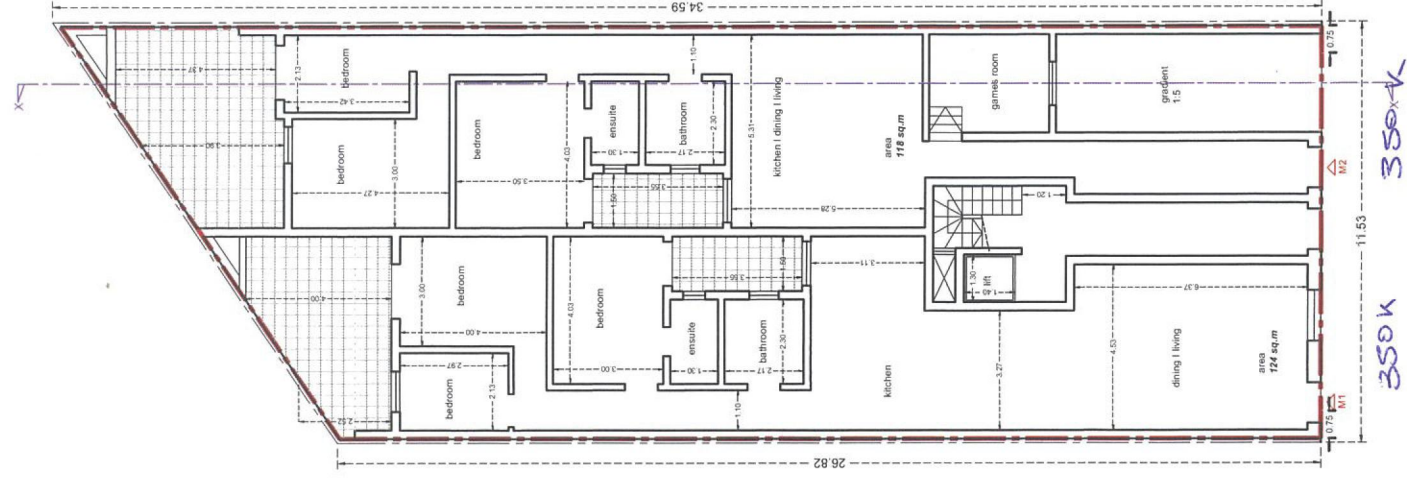 34.59
0.75
4.37
2.13
bedroom
3.42
1.10
games room
gradient
1:5
X
X
350 K
3.90
bedroom
3.00
4.27
bedroom
4.03
3.50
ensuite
1.30
bathroom
2.30
2.17
kitchen | dining | living
5.31
area
118 sq.m
M2
1.50
3.55
5.28
1.20
11.53
4.00
3.00
bedroom
4.00
bedroom
4.03
3.00
3.55
1.50
3.11
1.30
lift
1.40
6.37
2.52
2.97
bedroom
2.13
ensuite
1.30
bathroom
2.30
2.17
1.10
kitchen
3.27
4.53
dining | living
area
124 sq.m
M1
0.75
350K
26.82